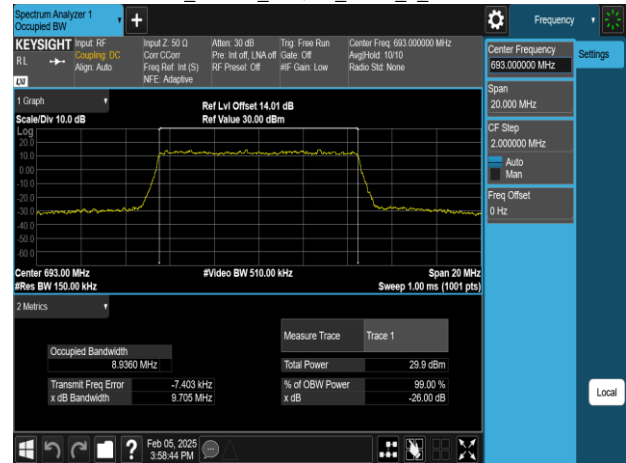 Spectrum Analyzer 1
Occupied BW
Frequency
KEYSIGHT
RL
LXI
Input: RF
Coupling: DC
Align: Auto
Input Z: 50 Ω
Corr CCorr
Freq Ref: Int (S)
NFE: Adaptive
Atten: 30 dB
Pre: Int off, LNA off
RF Presel: Off
Trig: Free Run
Gate: Off
#IF Gain: Low
Center Freq: 693.000000 MHz
Avg|Hold: 10/10
Radio Std: None
Center Frequency
693.000000 MHz
Settings
Span
20.000 MHz
CF Step
2.000000 MHz
Auto
Man
Freq Offset
0 Hz
1 Graph
Scale/Div 10.0 dB
Ref Lvl Offset 14.01 dB
Ref Value 30.00 dBm
Log
20.0
10.0
0.00
-10.0
-20.0
-30.0
-40.0
-50.0
-60.0
Center 693.00 MHz
#Video BW 510.00 kHz
Span 20 MHz
#Res BW 150.00 kHz
Sweep 1.00 ms (1001 pts)
2 Metrics
Measure Trace Trace 1
Occupied Bandwidth
8.9360 MHz
Total Power 29.9 dBm
Transmit Freq Error -7.403 kHz
% of OBW Power 99.00 %
x dB Bandwidth 9.705 MHz
x dB -26.00 dB
Local
Feb 05, 2025
3:58:44 PM